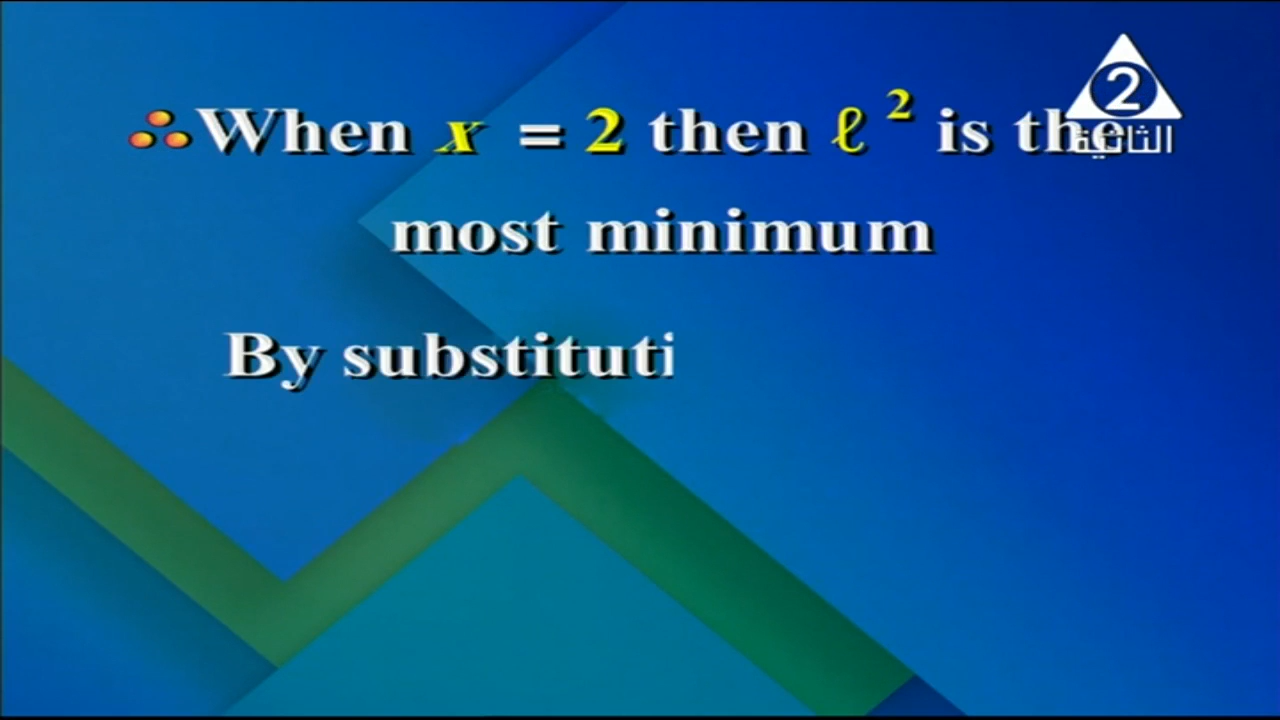 2
الثانية
∴ When x = 2 then ℓ² is the
most minimum
By substituti